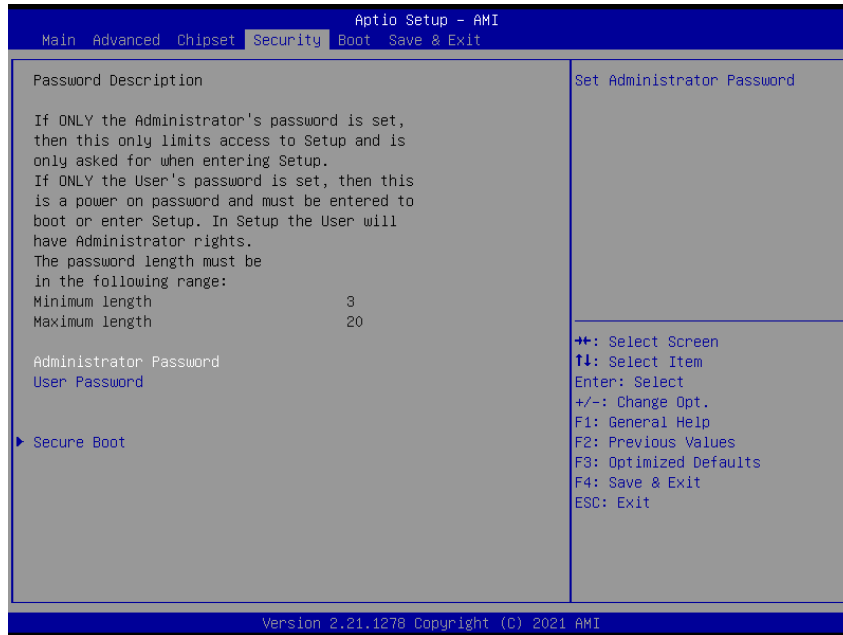 Aptio Setup – AMI
Main Advanced Chipset Security Boot Save & Exit
Password Description
If ONLY the Administrator's password is set,
then this only limits access to Setup and is
only asked for when entering Setup.
If ONLY the User's password is set, then this
is a power on password and must be entered to
boot or enter Setup. In Setup the User will
have Administrator rights.
The password length must be
in the following range:
Minimum length 3
Maximum length 20
Administrator Password
User Password
Secure Boot
Set Administrator Password
→←: Select Screen
↑↓: Select Item
Enter: Select
+/-: Change Opt.
F1: General Help
F2: Previous Values
F3: Optimized Defaults
F4: Save & Exit
ESC: Exit
Version 2.21.1278 Copyright (C) 2021 AMI